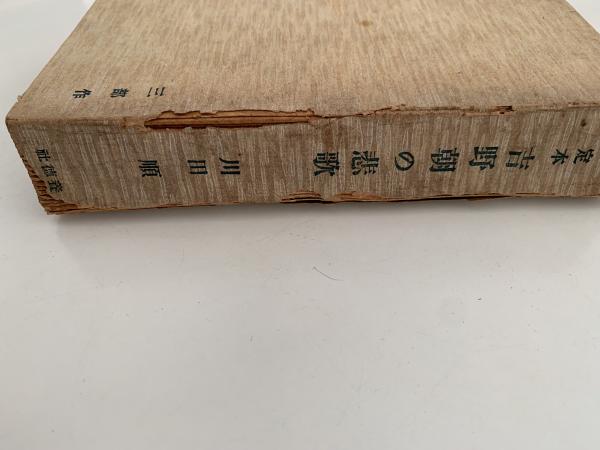 定本 吉野朝の悲歌 川田順 養徳社
三部作